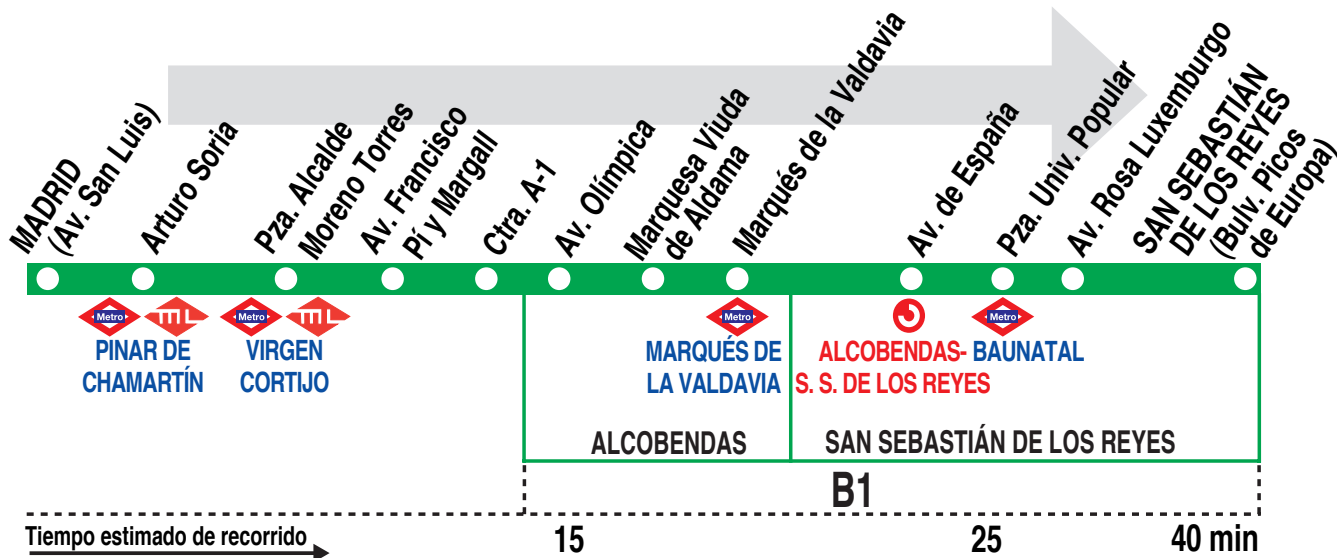 MADRID
(Av. San Luis)
Arturo Soria
Pza. Alcalde
Moreno Torres
Av. Francisco
Pí y Margall
Ctra. A-1
Av. Olímpica
Marquesa Viuda
de Aldama
Marqués de la Valdavia
Av. de España
Pza. Univ. Popular
Av. Rosa Luxemburgo
SAN SEBASTIÁN
DE LOS REYES
(Bulv. Picos
de Europa)
Metro
ML
Metro
ML
Metro
Metro
PINAR DE
CHAMARTÍN
VIRGEN
CORTIJO
MARQUÉS DE
LA VALDAVIA
ALCOBENDAS-
S. S. DE LOS REYES
BAUNATAL
ALCOBENDAS
SAN SEBASTIÁN DE LOS REYES
B1
Tiempo estimado de recorrido
15
25
40 min